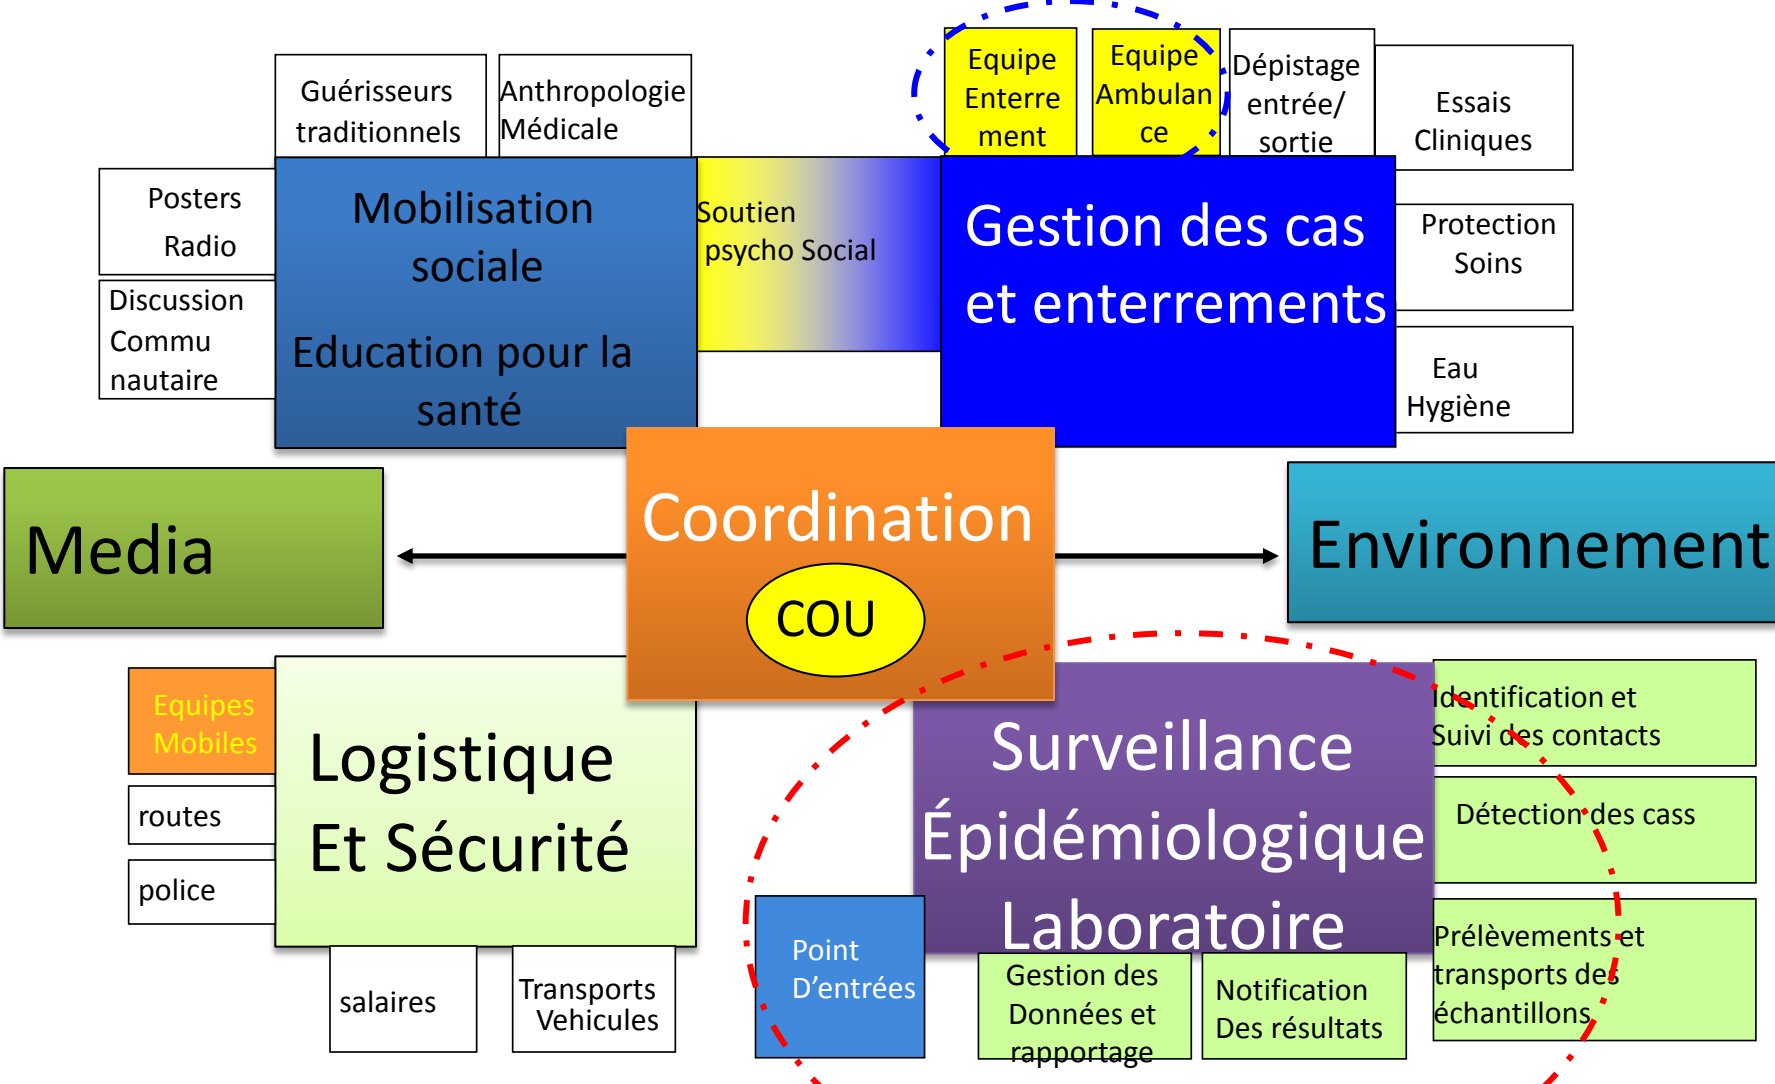 Guérisseurs
traditionnels
Anthropologie
Médicale
Equipe
Enterre
ment
Equipe
Ambulan
ce
Dépistage
entrée/
sortie
Essais
Cliniques
Posters
Radio
Discussion
Commu
nautaire
Mobilisation
sociale
Education pour la
santé
Soutien
psycho Social
Gestion des cas
et enterrements
Protection
Soins
Eau
Hygiène
Media
Coordination
COU
Environnement
Equipes
Mobiles
routes
police
Logistique
Et Sécurité
salaires
Transports
Vehicules
Surveillance
Épidémiologique
Laboratoire
Point
D’entrées
Gestion des
Données et
rapportage
Notification
Des résultats
Identification et
Suivi des contacts
Détection des cass
Prélèvements et
transports des
échantillons